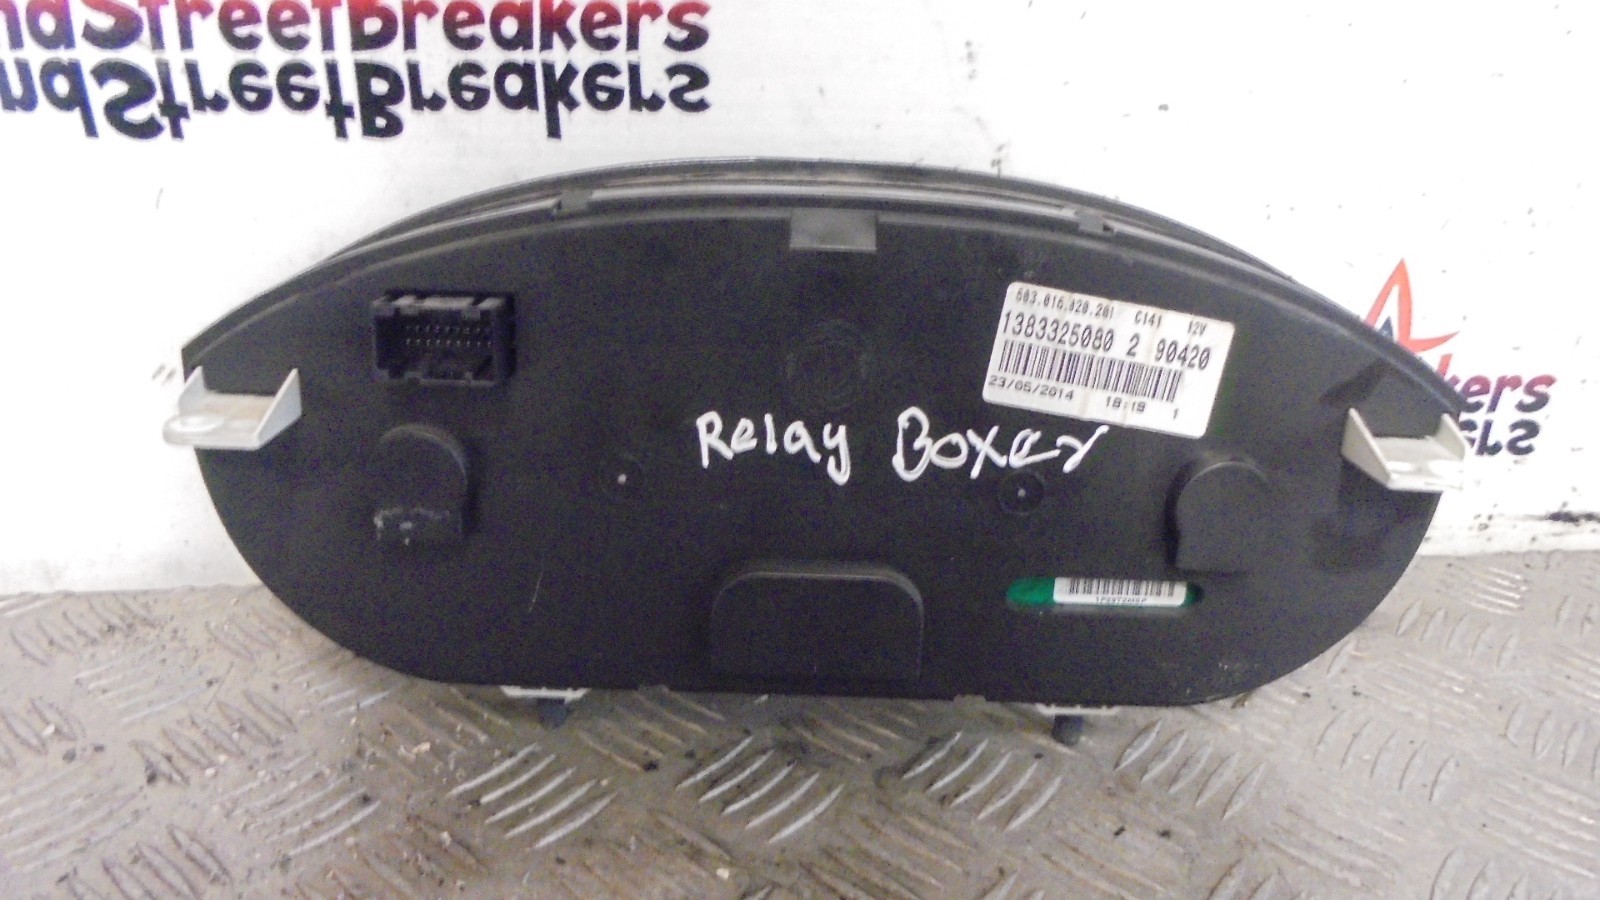 ndStreetBreakers
ndStreetBreakers
603.016.020.201 C141 12V
1383325080 2 90420
23/05/2014 18:19 1
Relay Boxer
kers